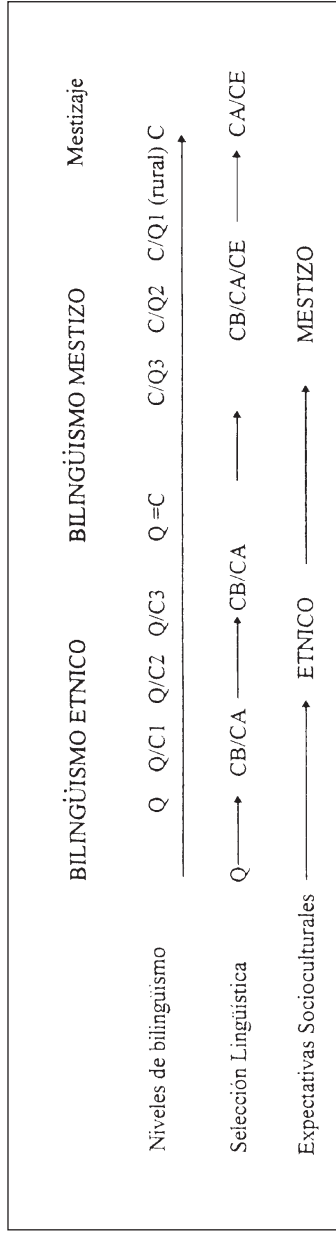 BILINGÜISMO ETNICO BILINGÜISMO MESTIZO Mestizaje
Niveles de bilingüismo Q Q/C1 Q/C2 Q/C3 Q=C C/Q3 C/Q2 C/Q1 (rural) C
Selección Lingüística Q CB/CA CB/CA CB/CA/CE CA/CE
Expectativas Socioculturales ETNICO MESTIZO